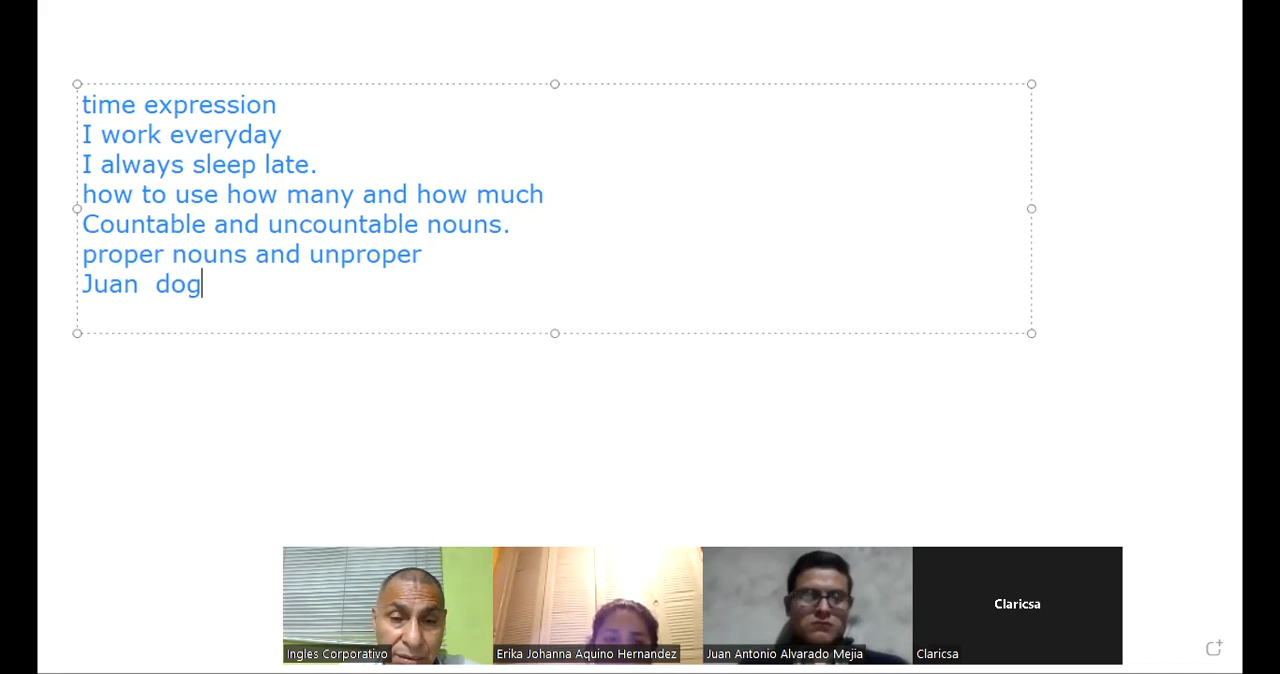 time expression
I work everyday
I always sleep late.
how to use how many and how much
Countable and uncountable nouns.
proper nouns and unproper
Juan  dog
Claricsa
Ingles Corporativo
Erika Johanna Aquino Hernandez
Juan Antonio Alvarado Mejia
Claricsa